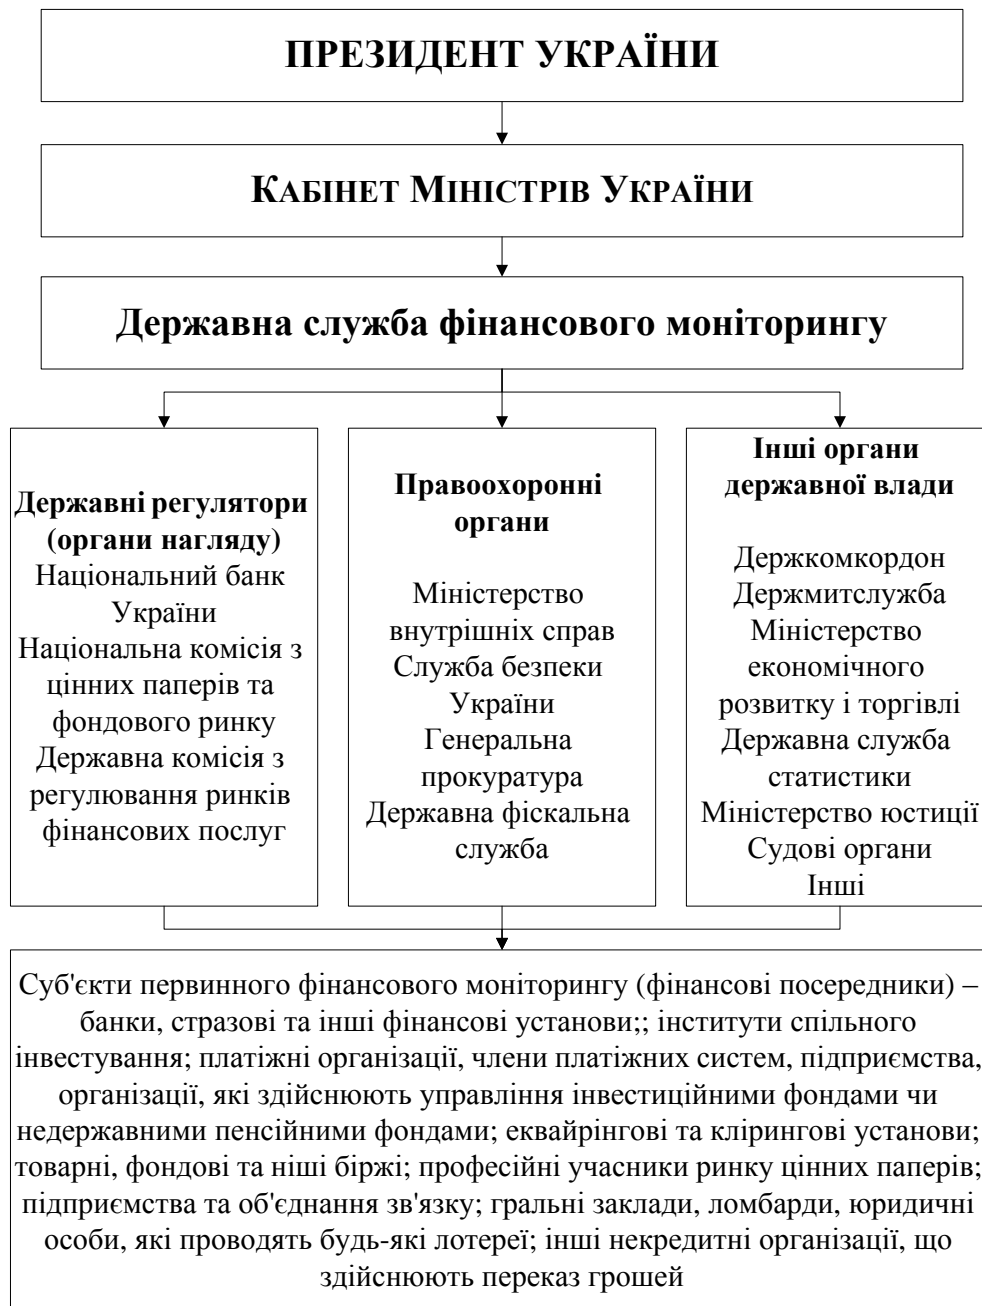 ПРЕЗИДЕНТ УКРАЇНИ
КАБІНЕТ МІНІСТРІВ УКРАЇНИ
Державна служба фінансового моніторингу
Державні регулятори
(органи нагляду)
Національний банк
України
Національна комісія з
цінних паперів та
фондового ринку
Державна комісія з
регулювання ринків
фінансових послуг
Правоохоронні
органи
Міністерство
внутрішніх справ
Служба безпеки
України
Генеральна
прокуратура
Державна фіскальна
служба
Інші органи
державної влади
Держкомкордон
Держмитслужба
Міністерство
економічного
розвитку і торгівлі
Державна служба
статистики
Міністерство юстиції
Судові органи
Інші
Суб'єкти первинного фінансового моніторингу (фінансові посередники) –
банки, стразові та інші фінансові установи;; інститути спільного
інвестування; платіжні організації, члени платіжних систем, підприємства,
організації, які здійснюють управління інвестиційними фондами чи
недержавними пенсійними фондами; еквайрінгові та клірингові установи;
товарні, фондові та ніші біржі; професійні учасники ринку цінних паперів;
підприємства та об'єднання зв'язку; гральні заклади, ломбарди, юридичні
особи, які проводять будь-які лотереї; інші некредитні організації, що
здійснюють переказ грошей